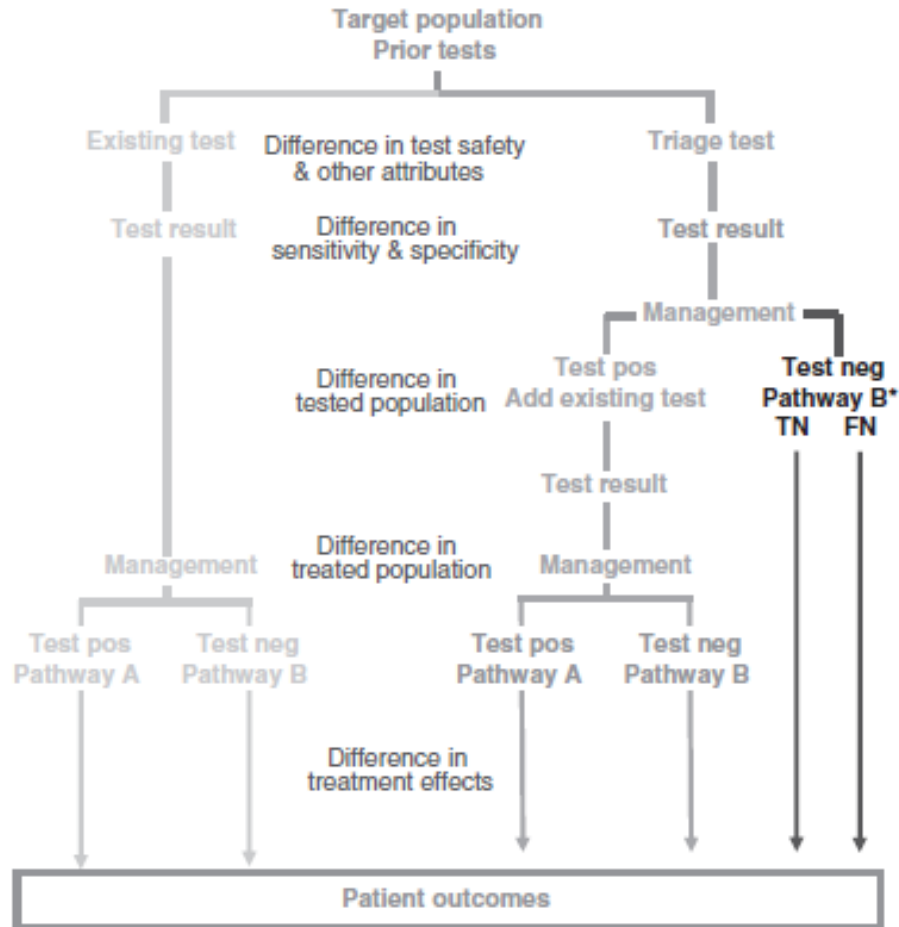 Target population
Prior tests
Existing test
Difference in test safety
& other attributes
Triage test
Test result
Difference in
sensitivity & specificity
Test result
Management
Difference in
tested population
Test pos
Add existing test
Test neg
Pathway B*
TN FN
Test result
Management
Difference in
treated population
Management
Test pos
Pathway A
Test neg
Pathway B
Test pos
Pathway A
Test neg
Pathway B
Difference in
treatment effects
Patient outcomes